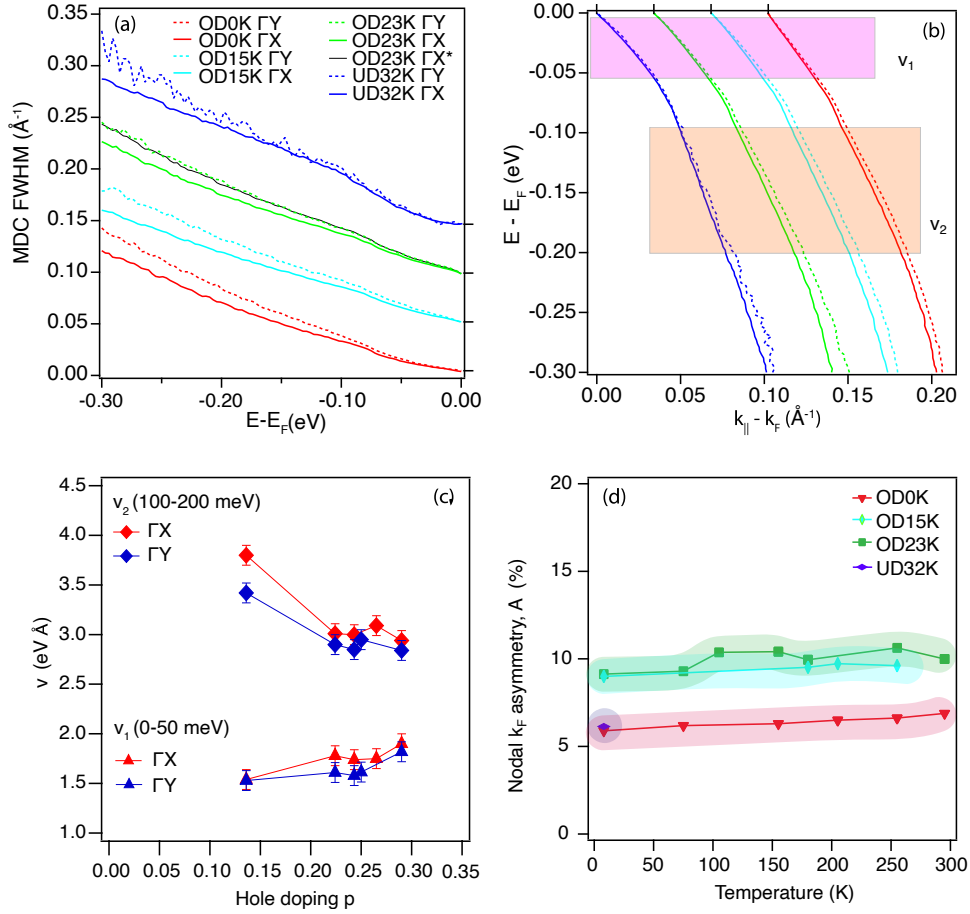 (a)
OD0K ΓY
OD0K ΓX
OD15K ΓY
OD15K ΓX
OD23K ΓY
OD23K ΓX
OD23K ΓX*
UD32K ΓY
UD32K ΓX
0.35
0.30
0.25
0.20
0.15
0.10
0.05
0.00
MDC FWHM (Å⁻¹)
-0.30
-0.20
-0.10
0.00
E-E_F(eV)
(b)
v₁
v₂
-0.00
-0.05
-0.10
-0.15
-0.20
-0.25
-0.30
E - E_F (eV)
0.00
0.05
0.10
0.15
0.20
k_|| - k_F (Å⁻¹)
(c)
v₂ (100-200 meV)
ΓX
ΓY
v₁ (0-50 meV)
ΓX
ΓY
4.5
4.0
3.5
3.0
2.5
2.0
1.5
1.0
v (eV Å)
0.00
0.05
0.10
0.15
0.20
0.25
0.30
0.35
Hole doping p
(d)
OD0K
OD15K
OD23K
UD32K
20
15
10
5
0
Nodal k_F asymmetry, A (%)
0
50
100
150
200
250
300
Temperature (K)